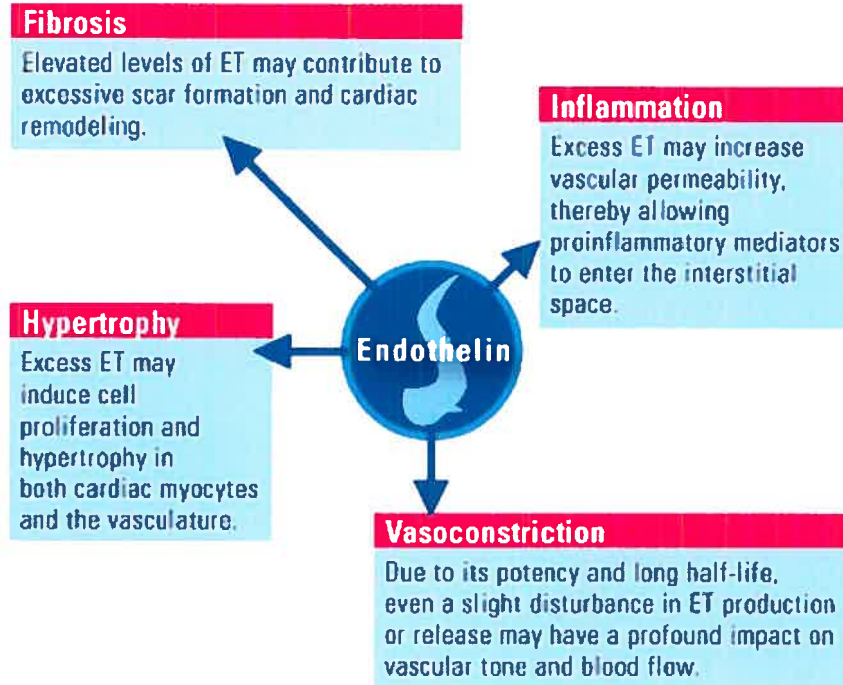 Fibrosis
Elevated levels of ET may contribute to
excessive scar formation and cardiac
remodeling.
Inflammation
Excess ET may increase
vascular permeability,
thereby allowing
proinflammatory mediators
to enter the interstitial
space.
Hypertrophy
Excess ET may
induce cell
proliferation and
hypertrophy in
both cardiac myocytes
and the vasculature.
Endothelin
Vasoconstriction
Due to its potency and long half-life,
even a slight disturbance in ET production
or release may have a profound impact on
vascular tone and blood flow.